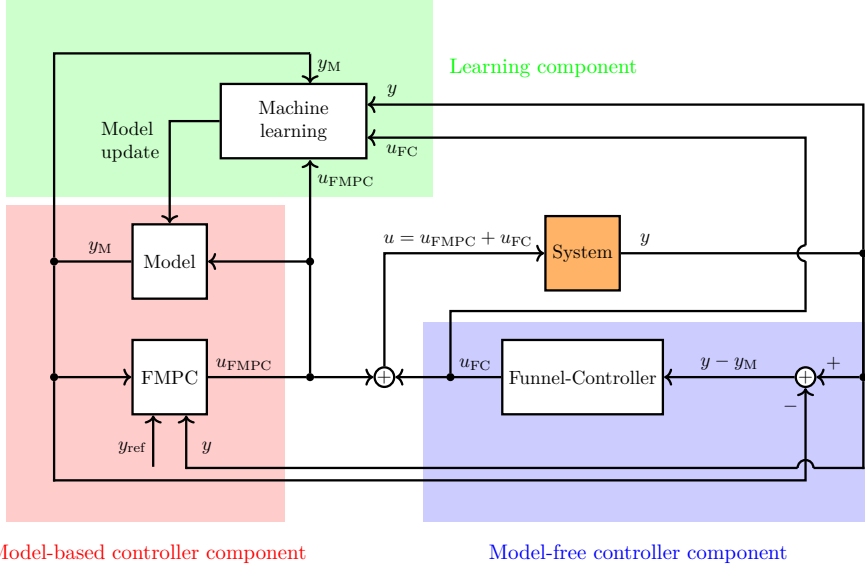 y_M
Learning component
y
Machine
learning
Model
update
u_FC
u_FMPC
u = u_FMPC + u_FC
y
y_M
Model
System
FMPC
u_FMPC
+
u_FC
Funnel-Controller
y − y_M
+
+
−
y_ref
y
Model-based controller component
Model-free controller component